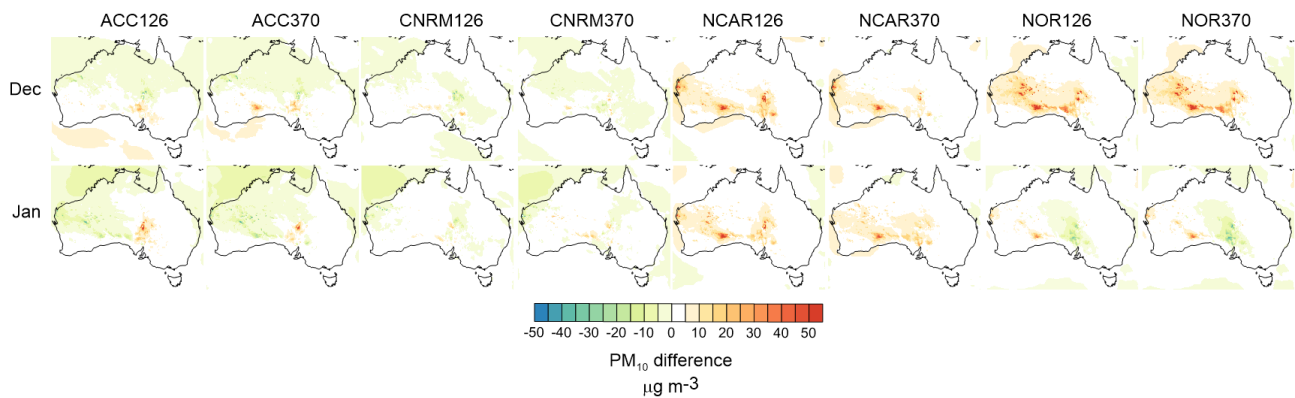 ACC126 ACC370 CNRM126 CNRM370 NCAR126 NCAR370 NOR126 NOR370
Dec
Jan
-50 -40 -30 -20 -10 0 10 20 30 40 50
PM₁₀ difference
µg m⁻³